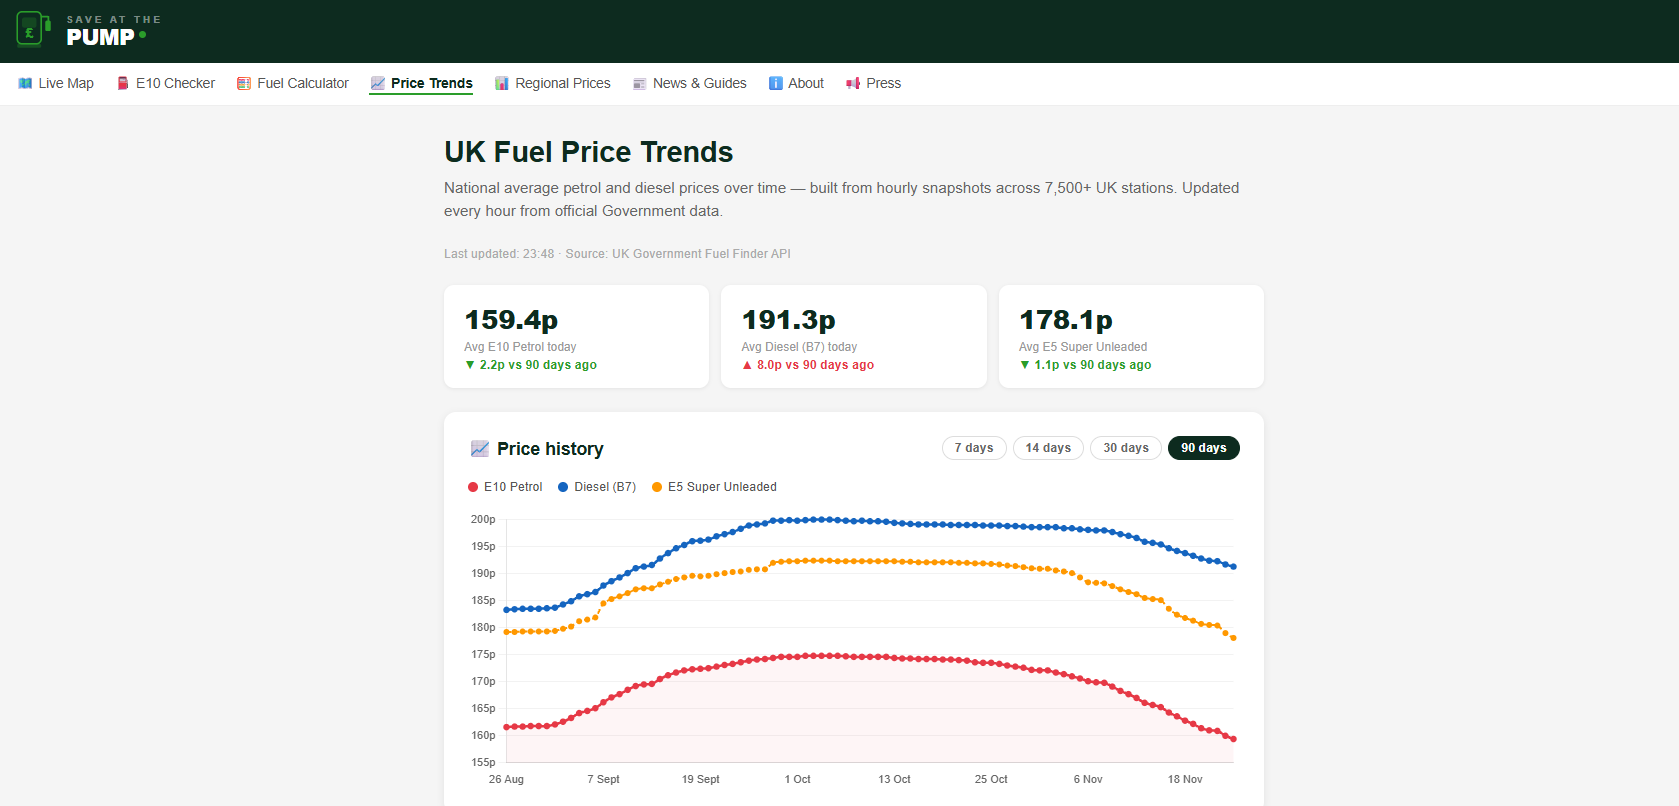 SAVE AT THE
PUMP
£
Live Map
E10 Checker
Fuel Calculator
Price Trends
Regional Prices
News & Guides
About
Press
UK Fuel Price Trends
National average petrol and diesel prices over time — built from hourly snapshots across 7,500+ UK stations. Updated
every hour from official Government data.
Last updated: 23:48 · Source: UK Government Fuel Finder API
159.4p
Avg E10 Petrol today
▼ 2.2p vs 90 days ago
191.3p
Avg Diesel (B7) today
▲ 8.0p vs 90 days ago
178.1p
Avg E5 Super Unleaded
▼ 1.1p vs 90 days ago
Price history
7 days
14 days
30 days
90 days
E10 Petrol
Diesel (B7)
E5 Super Unleaded
200p
195p
190p
185p
180p
175p
170p
165p
160p
155p
26 Aug
7 Sept
19 Sept
1 Oct
13 Oct
25 Oct
6 Nov
18 Nov